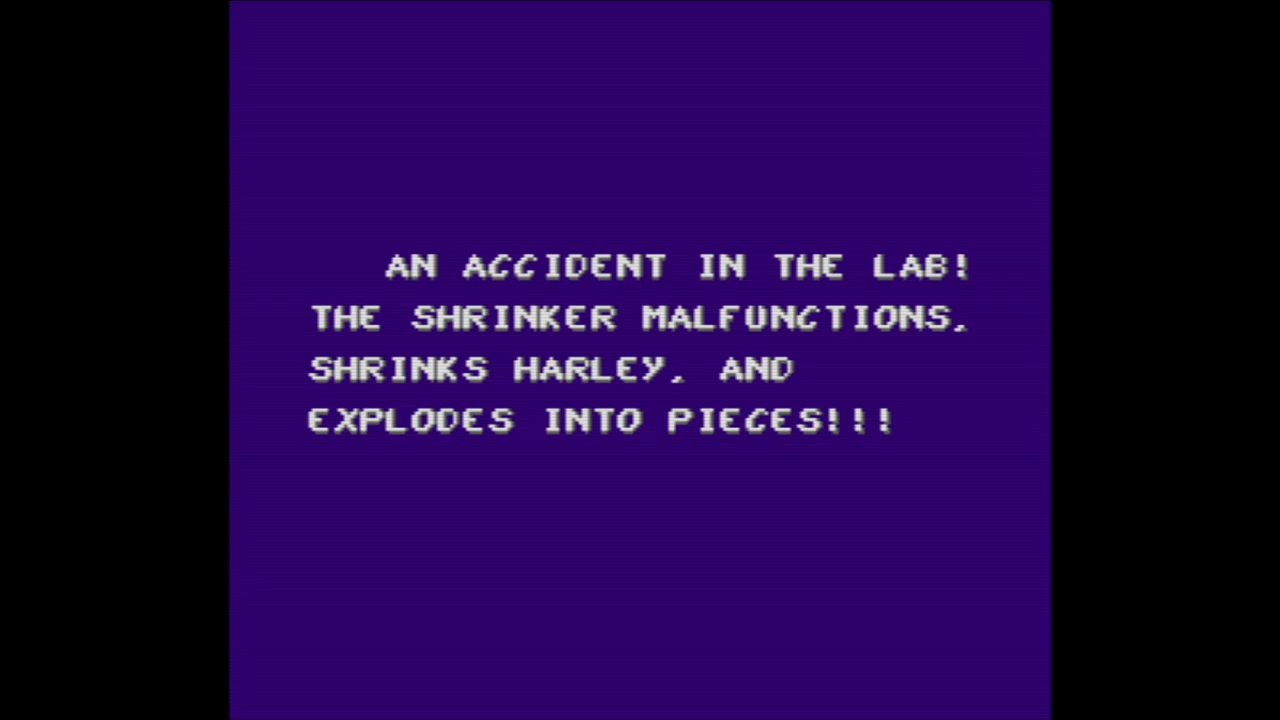 AN ACCIDENT IN THE LAB!
THE SHRINKER MALFUNCTIONS,
SHRINKS HARLEY, AND
EXPLODES INTO PIECES!!!